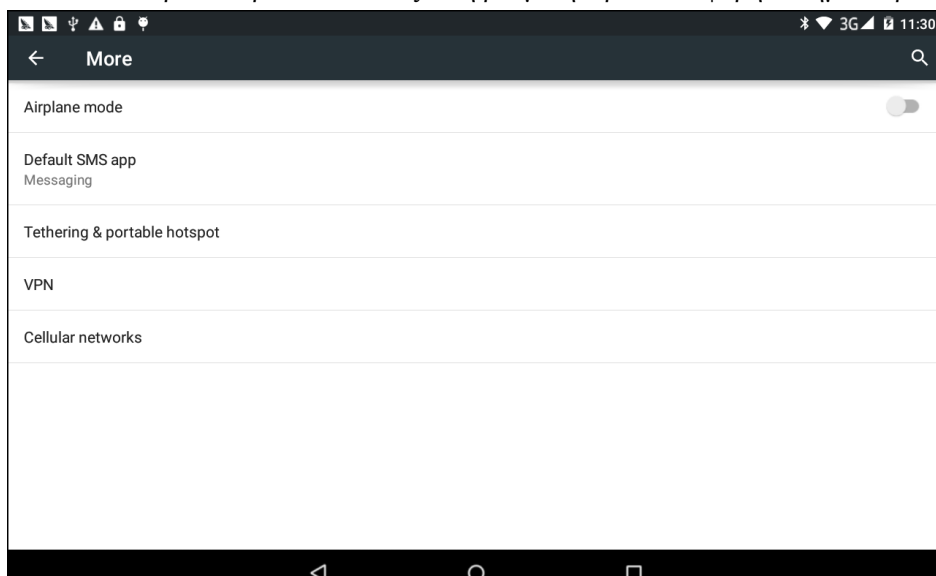 3G 11:30
More
Airplane mode
Default SMS app
Messaging
Tethering & portable hotspot
VPN
Cellular networks